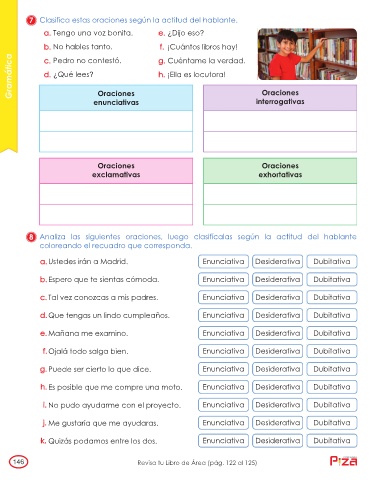 Gramática
7 Clasifica estas oraciones según la actitud del hablante.
a. Tengo una voz bonita.
b. No hables tanto.
c. Pedro no contestó.
d. ¿Qué lees?
e. ¿Dijo eso?
f. ¡Cuántos libros hay!
g. Cuéntame la verdad.
h. ¡Ella es locutora!
Oraciones
enunciativas
Oraciones
interrogativas
Oraciones
exclamativas
Oraciones
exhortativas
8 Analiza las siguientes oraciones, luego clasifícalas según la actitud del hablante
coloreando el recuadro que corresponda.
a. Ustedes irán a Madrid. Enunciativa Desiderativa Dubitativa
b. Espero que te sientas cómoda. Enunciativa Desiderativa Dubitativa
c. Tal vez conozcas a mis padres. Enunciativa Desiderativa Dubitativa
d. Que tengas un lindo cumpleaños. Enunciativa Desiderativa Dubitativa
e. Mañana me examino. Enunciativa Desiderativa Dubitativa
f. Ojalá todo salga bien. Enunciativa Desiderativa Dubitativa
g. Puede ser cierto lo que dice. Enunciativa Desiderativa Dubitativa
h. Es posible que me compre una moto. Enunciativa Desiderativa Dubitativa
i. No pudo ayudarme con el proyecto. Enunciativa Desiderativa Dubitativa
j. Me gustaría que me ayudaras. Enunciativa Desiderativa Dubitativa
k. Quizás podamos entre los dos. Enunciativa Desiderativa Dubitativa
146
Revisa tu Libro de Área (pág. 122 al 125)